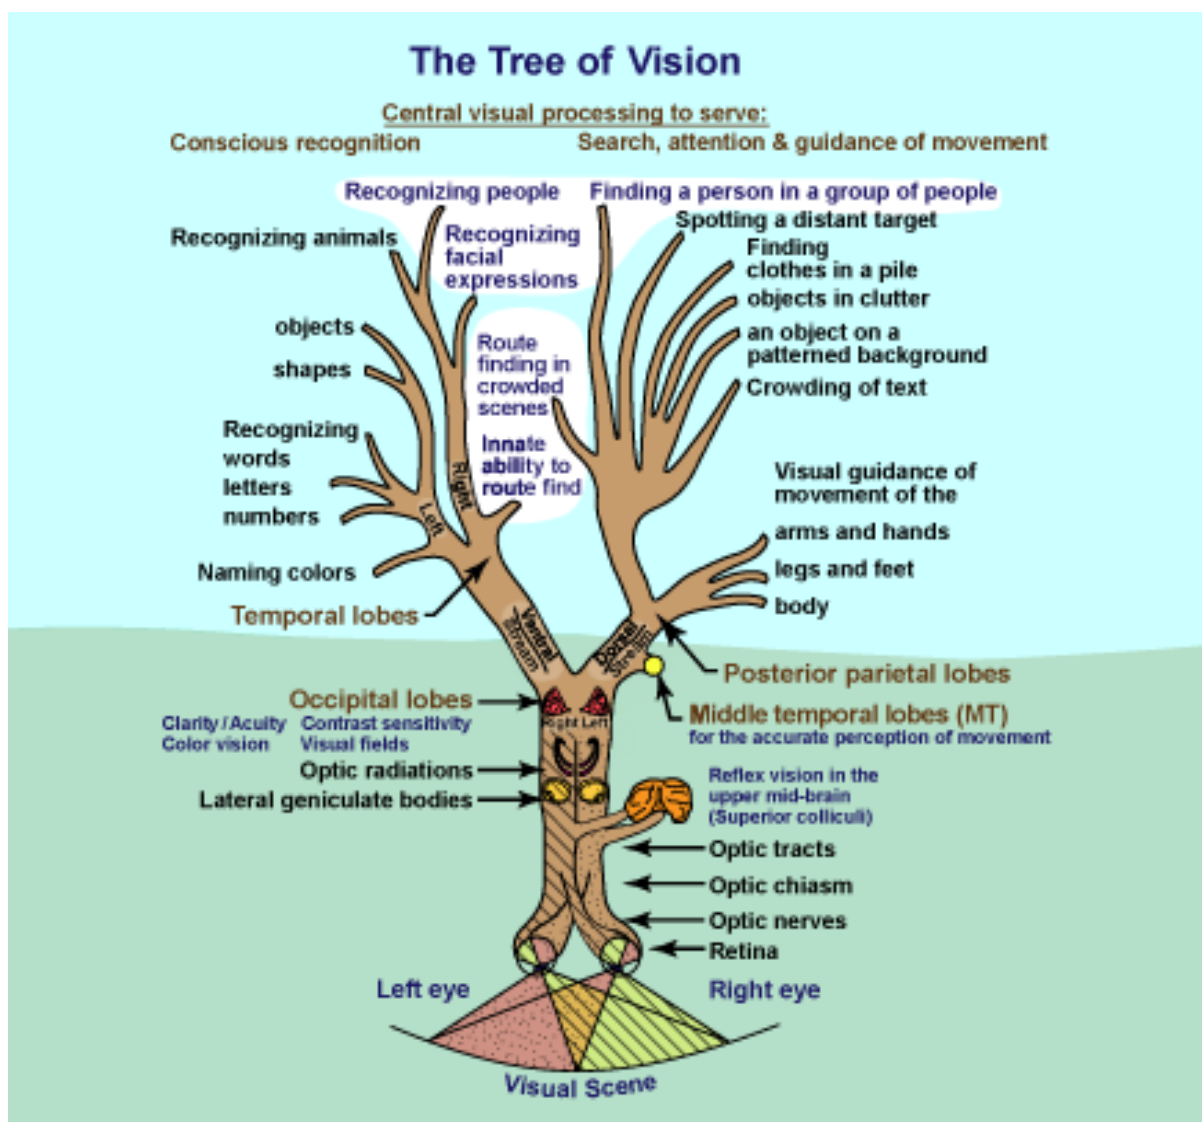 The Tree of Vision
Central visual processing to serve:
Conscious recognition
Search, attention & guidance of movement
Recognizing people
Finding a person in a group of people
Recognizing animals
Recognizing
facial
expressions
Spotting a distant target
Finding
clothes in a pile
objects in clutter
an object on a
patterned background
Crowding of text
objects
shapes
Route
finding in
crowded
scenes
Innate
ability to
route find
Recognizing
words
letters
numbers
Naming colors
Right
Left
Visual guidance of
movement of the
arms and hands
legs and feet
body
Temporal lobes
Ventral
Stream
Dorsal
Stream
Posterior parietal lobes
Occipital lobes
Clarity/Acuity Contrast sensitivity
Color vision Visual fields
Right Left
Middle temporal lobes (MT)
for the accurate perception of movement
Optic radiations
Lateral geniculate bodies
Reflex vision in the
upper mid-brain
(Superior colliculi)
Optic tracts
Optic chiasm
Optic nerves
Retina
Left eye
Right eye
Visual Scene